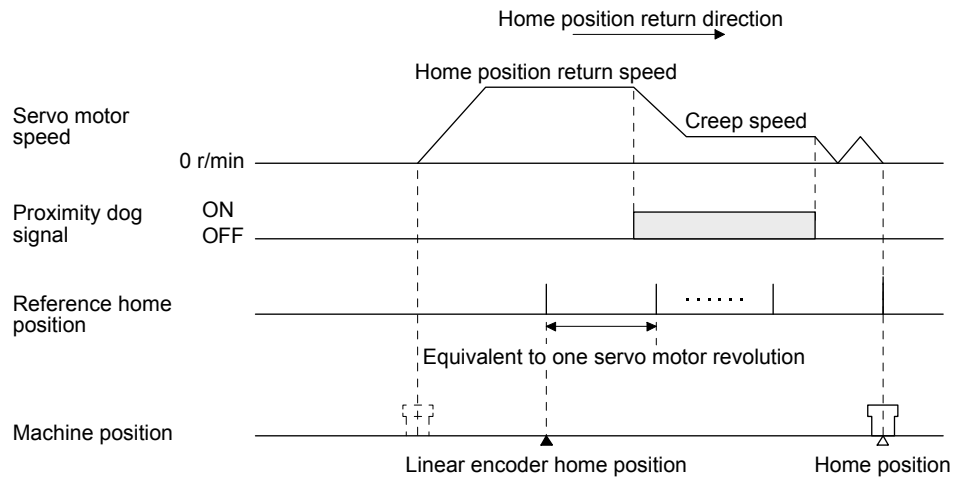 Home position return direction
Home position return speed
Servo motor
speed
Creep speed
0 r/min
Proximity dog
signal
ON
OFF
Reference home
position
Equivalent to one servo motor revolution
Machine position
Linear encoder home position
Home position